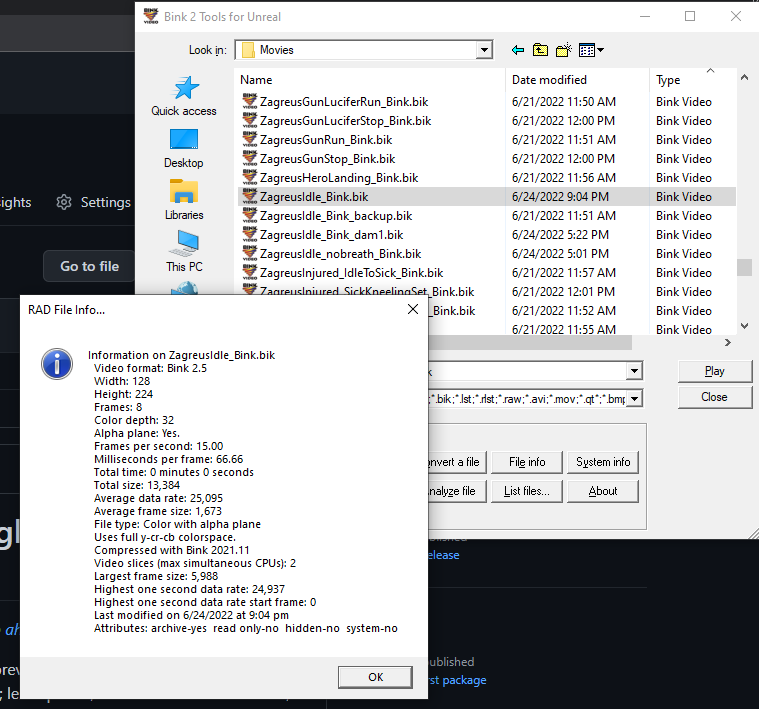 Bink 2 Tools for Unreal
Look in:
Movies
Name
Date modified
Type
Quick access
Desktop
Libraries
This PC
ZagreusGunLuciferRun_Bink.bik 6/21/2022 11:50 AM Bink Video
ZagreusGunLuciferStop_Bink.bik 6/21/2022 12:00 PM Bink Video
ZagreusGunRun_Bink.bik 6/21/2022 11:51 AM Bink Video
ZagreusGunStop_Bink.bik 6/21/2022 12:00 PM Bink Video
ZagreusHeroLanding_Bink.bik 6/21/2022 11:56 AM Bink Video
ZagreusIdle_Bink.bik 6/24/2022 9:04 PM Bink Video
ZagreusIdle_Bink_backup.bik 6/21/2022 11:51 AM Bink Video
ZagreusIdle_Bink_dam1.bik 6/24/2022 5:22 PM Bink Video
ZagreusIdle_nobreath_Bink.bik 6/24/2022 5:01 PM Bink Video
ZagreusInjured_IdleToSick_Bink.bik 6/21/2022 11:57 AM Bink Video
ZagreusInjured_SickKneelingSet_Bink.bik 6/21/2022 12:01 PM Bink Video
_Bink.bik 6/21/2022 11:52 AM Bink Video
6/21/2022 11:55 AM Bink Video
k
;*.bik;*.lst;*.rlst;*.raw;*.avi;*.mov;*.qt*;*.bmp
Play
Close
nvert a file
File info
System info
nalyze file
List files...
About
ights
Settings
Go to file
RAD File Info...
Information on ZagreusIdle_Bink.bik
Video format: Bink 2.5
Width: 128
Height: 224
Frames: 8
Color depth: 32
Alpha plane: Yes.
Frames per second: 15.00
Milliseconds per frame: 66.66
Total time: 0 minutes 0 seconds
Total size: 13,384
Average data rate: 25,095
Average frame size: 1,673
File type: Color with alpha plane
Uses full y-cr-cb colorspace.
Compressed with Bink 2021.11
Video slices (max simultaneous CPUs): 2
Largest frame size: 5,988
Highest one second data rate: 24,937
Highest one second data rate start frame: 0
Last modified on 6/24/2022 at 9:04 pm
Attributes: archive-yes read only-no hidden-no system-no
OK
gl
ah
rev
; le
elease
ublished
rst package